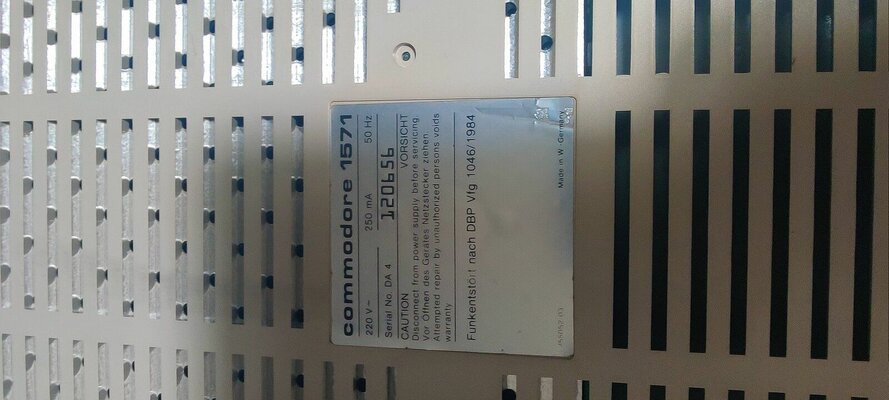 commodore 1571
220 V ~ 250 mA 50 Hz
Serial No. DA 4 120656
CAUTION VORSICHT
Disconnect from power supply before servicing
Vor Öffnen des Gerätes Netzstecker ziehen
Attempted repair by unauthorized persons voids
warranty
Funkentstört nach DBP Vfg 1046/1984
Made in W. Germany